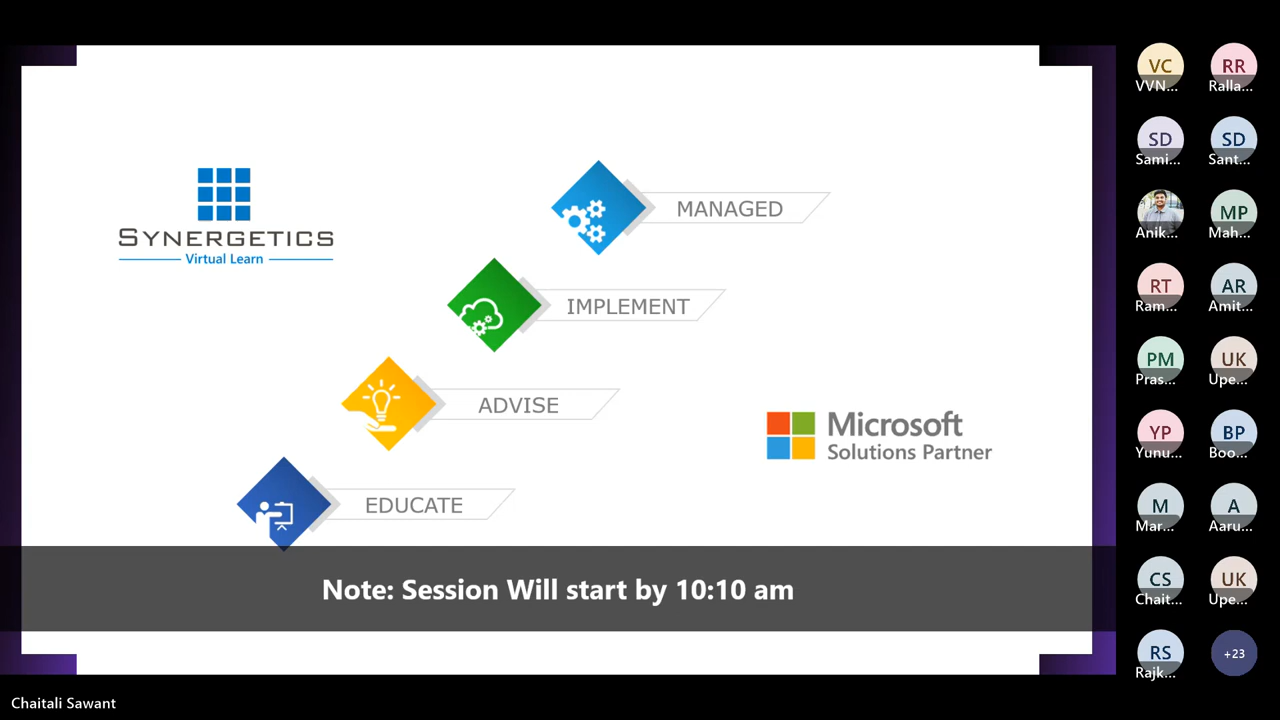 SYNERGETICS
Virtual Learn
MANAGED
IMPLEMENT
ADVISE
EDUCATE
Microsoft
Solutions Partner
Note: Session Will start by 10:10 am
Chaitali Sawant
VC
VVN...
RR
Ralla...
SD
Sami...
SD
Sant...
Anik...
MP
Mah...
RT
Ram...
AR
Amit...
PM
Pras...
UK
Upe...
YP
Yunu...
BP
Boo...
M
Mar...
A
Aaru...
CS
Chait...
UK
Upe...
RS
Rajk...
+23